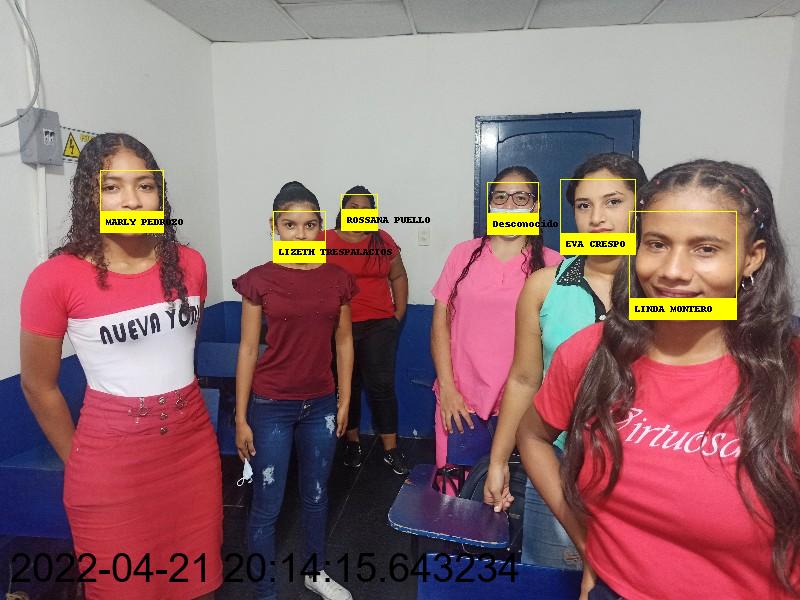 MARLY PEDROZO
LIZETH TRESPALACIOS
ROSSANA PUELLO
Desconocido
EVA CRESPO
LINDA MONTERO
NUEVA YO
Virtuosa
2022-04-21 20:14:15.643234